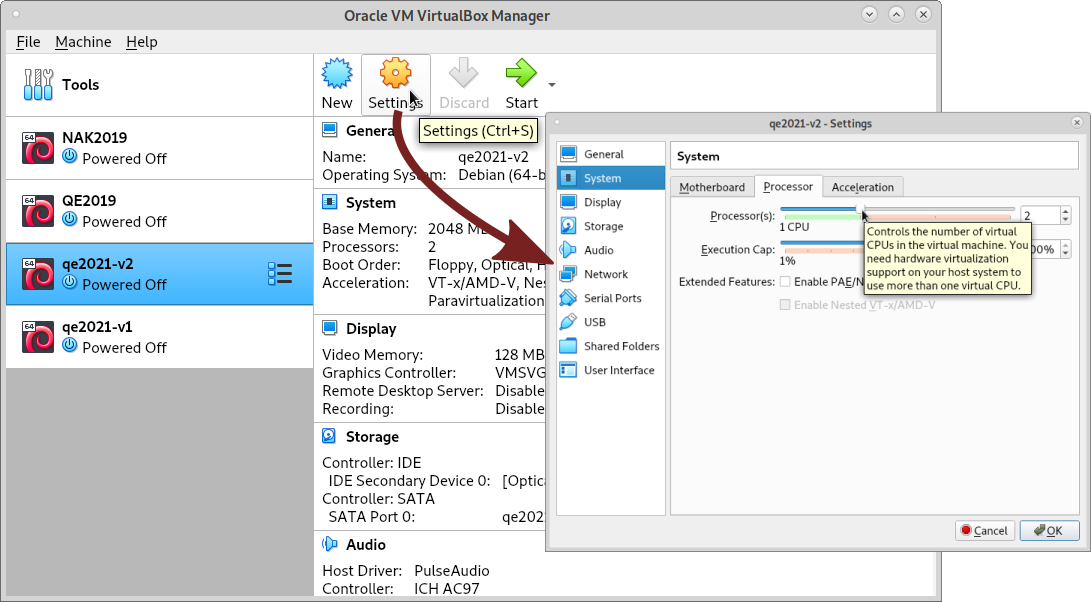 Oracle VM VirtualBox Manager
File Machine Help
Tools
64
NAK2019
Powered Off
64
QE2019
Powered Off
64
qe2021-v2
Powered Off
64
qe2021-v1
Powered Off
New Settings Discard Start
Settings (Ctrl+S)
General
Name: qe2021-v2
Operating System: Debian (64-b
System
Base Memory: 2048 MB
Processors: 2
Boot Order: Floppy, Optical, H
Acceleration: VT-x/AMD-V, Nes
Paravirtualization
Display
Video Memory: 128 MB
Graphics Controller: VMSVG
Remote Desktop Server: Disable
Recording: Disable
Storage
Controller: IDE
IDE Secondary Device 0: [Optica
Controller: SATA
SATA Port 0: qe202
Audio
Host Driver: PulseAudio
Controller: ICH AC97
qe2021-v2 - Settings
General
System
Display
Storage
Audio
Network
Serial Ports
USB
Shared Folders
User Interface
System
Motherboard Processor Acceleration
Processor(s): 2
1 CPU
Execution Cap: 00%
1%
Extended Features: Enable PAE/N
Enable Nested VT-x/AMD-V
Controls the number of virtual
CPUs in the virtual machine. You
need hardware virtualization
support on your host system to
use more than one virtual CPU.
Cancel OK